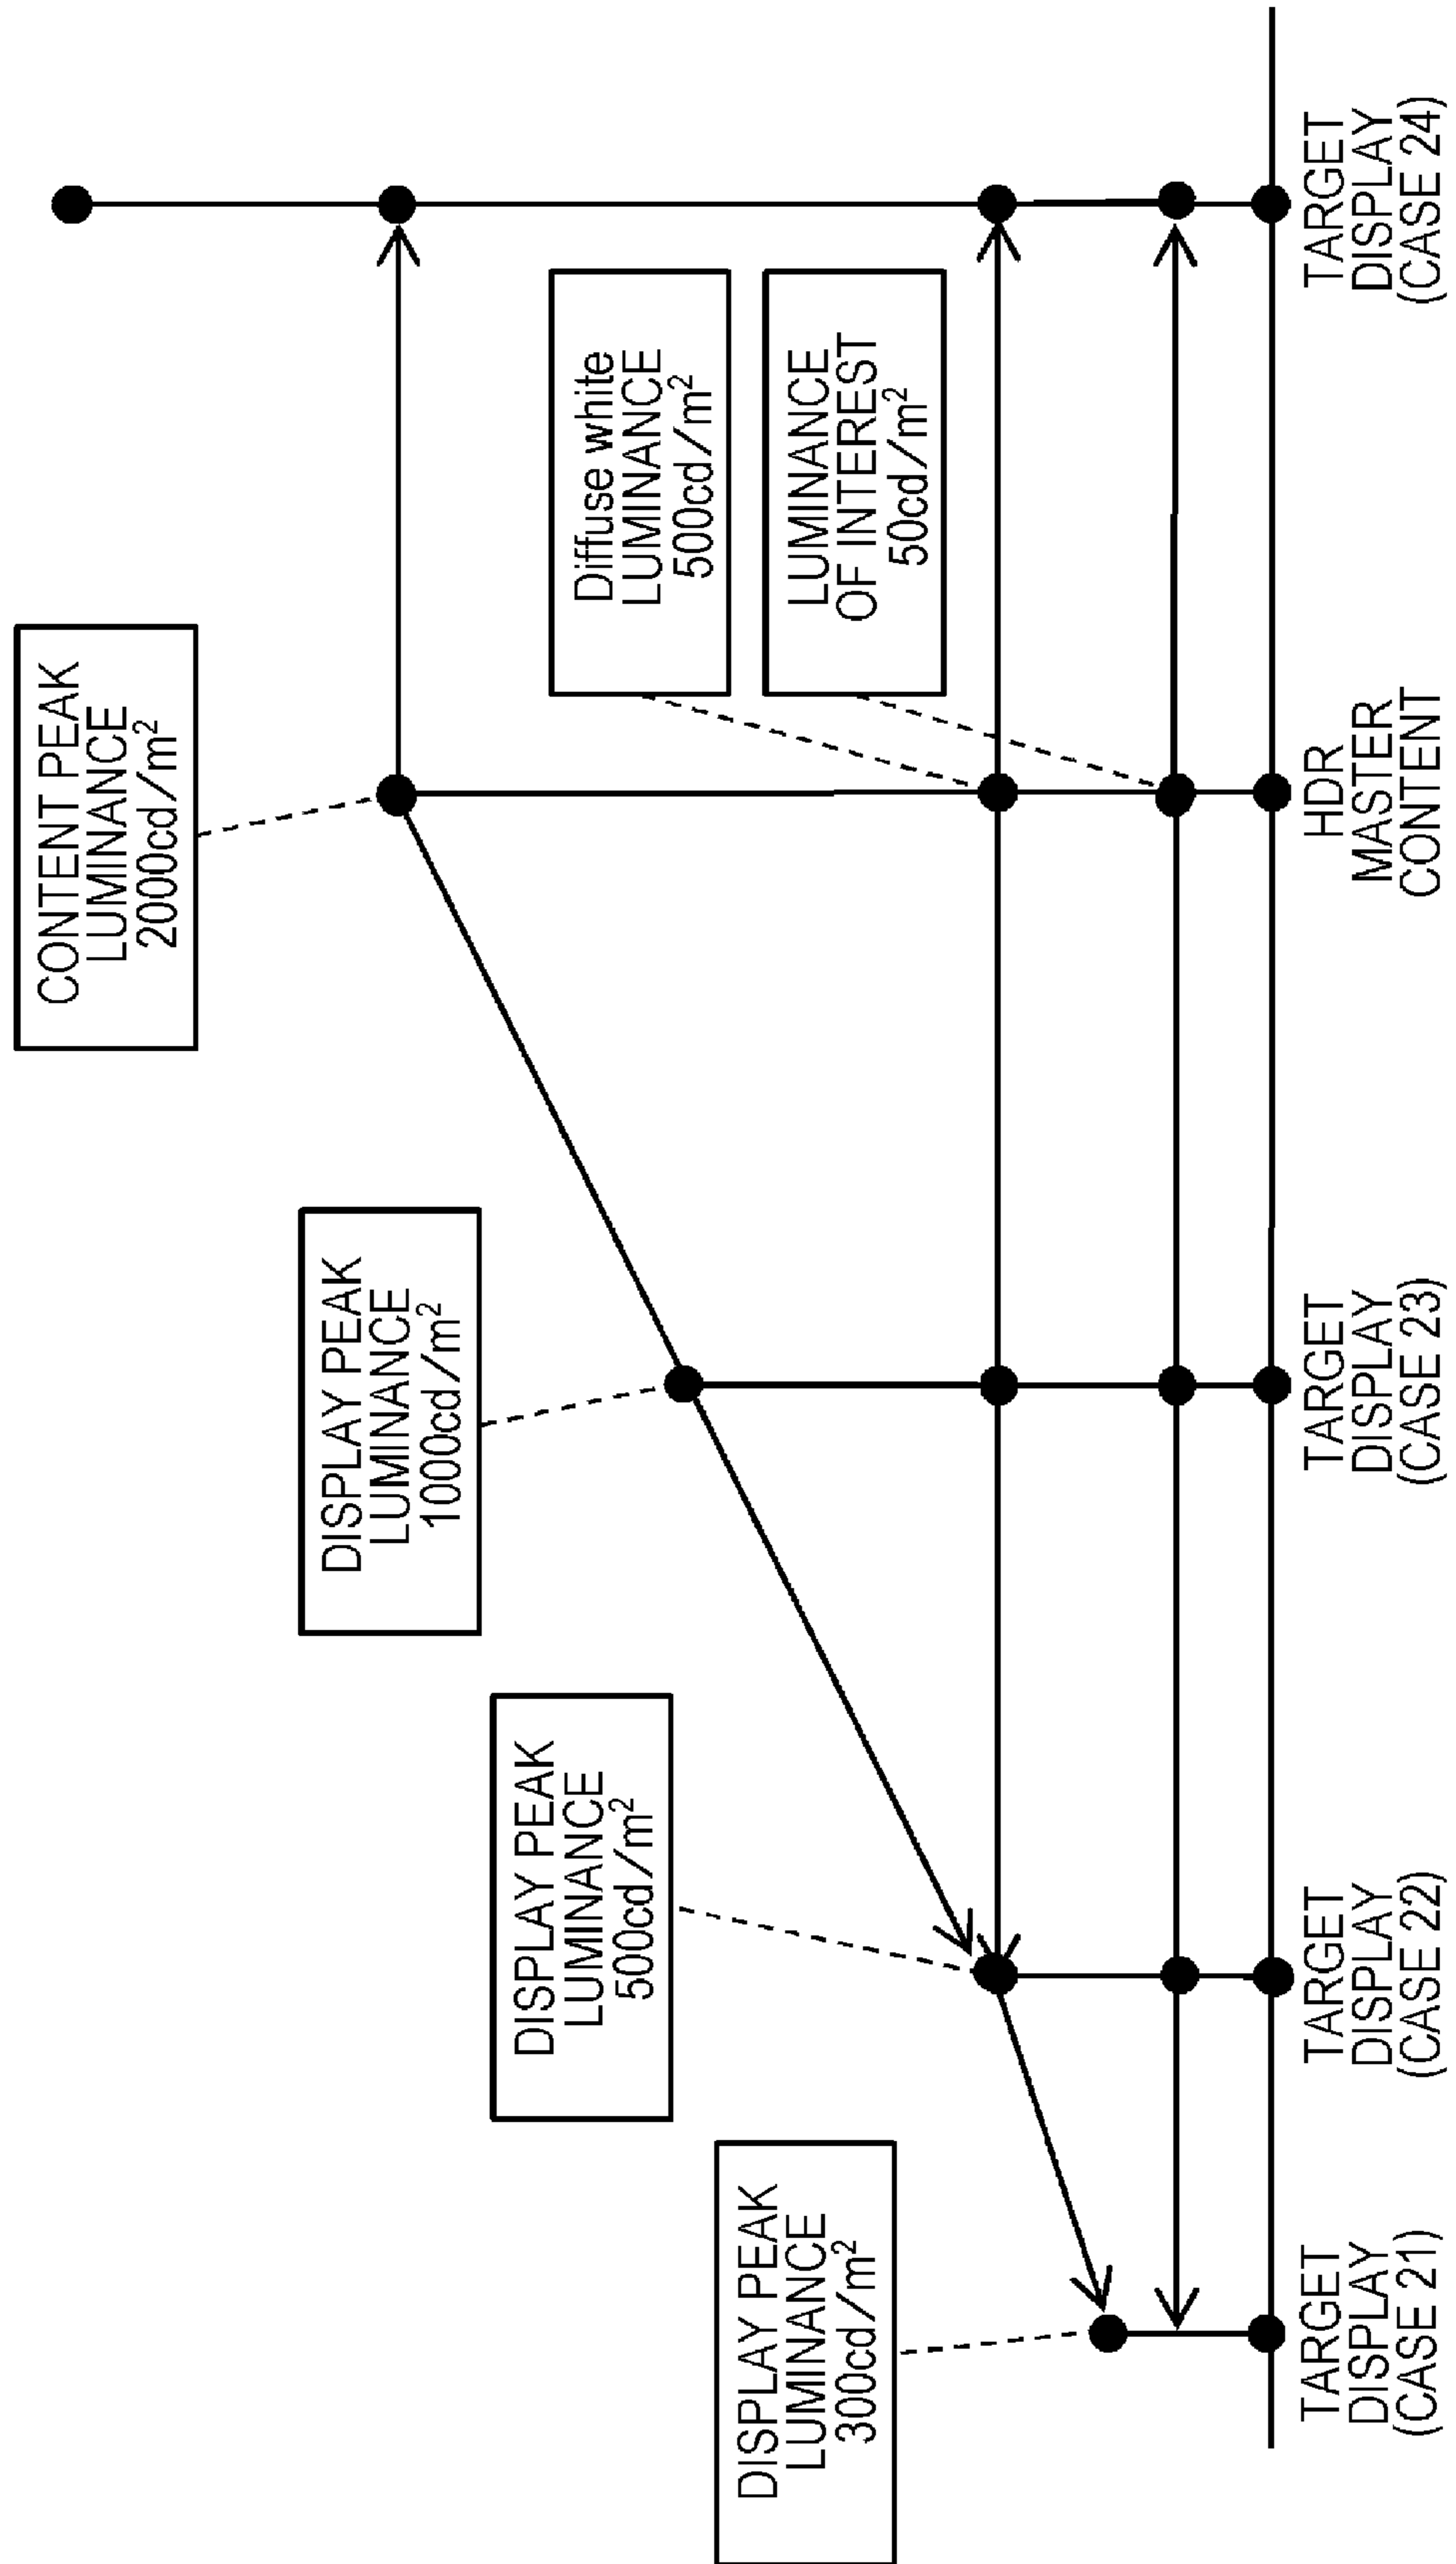 CONTENT PEAK
LUMINANCE
2000cd/m²
DISPLAY PEAK
LUMINANCE
1000cd/m²
DISPLAY PEAK
LUMINANCE
500cd/m²
DISPLAY PEAK
LUMINANCE
300cd/m²
Diffuse white
LUMINANCE
500cd/m²
LUMINANCE
OF INTEREST
50cd/m²
TARGET
DISPLAY
(CASE 21)
TARGET
DISPLAY
(CASE 22)
TARGET
DISPLAY
(CASE 23)
HDR
MASTER
CONTENT
TARGET
DISPLAY
(CASE 24)